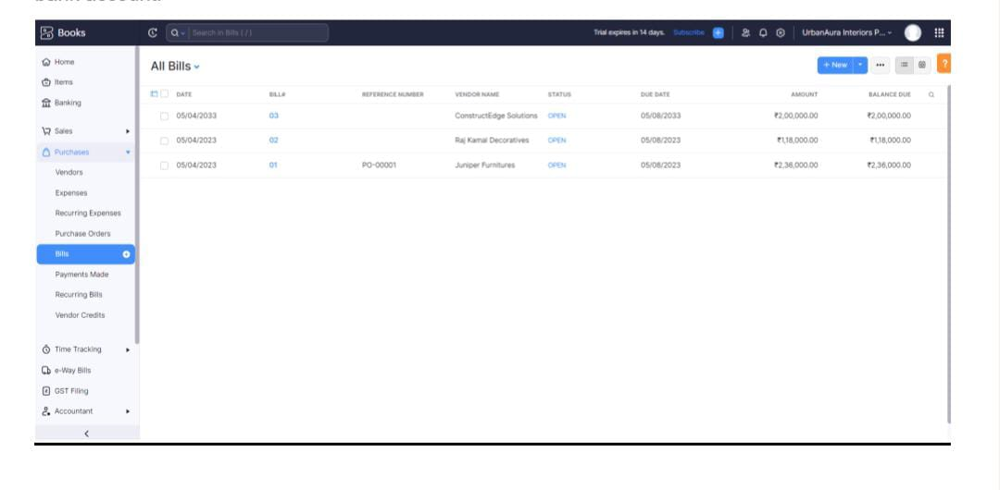 Books
Search in Bills ( / )
Trial expires in 14 days. Subscribe
UrbanAura Interiors P...
Home
Items
Banking
Sales
Purchases
Vendors
Expenses
Recurring Expenses
Purchase Orders
Bills
Payments Made
Recurring Bills
Vendor Credits
Time Tracking
e-Way Bills
GST Filing
Accountant
All Bills
+ New
?
DATE BILL# REFERENCE NUMBER VENDOR NAME STATUS DUE DATE AMOUNT BALANCE DUE
05/04/2033 03 ConstructEdge Solutions OPEN 05/08/2033 ₹2,00,000.00 ₹2,00,000.00
05/04/2023 02 Raj Kamal Decoratives OPEN 05/08/2023 ₹1,18,000.00 ₹1,18,000.00
05/04/2023 01 PO-00001 Juniper Furnitures OPEN 05/08/2023 ₹2,36,000.00 ₹2,36,000.00